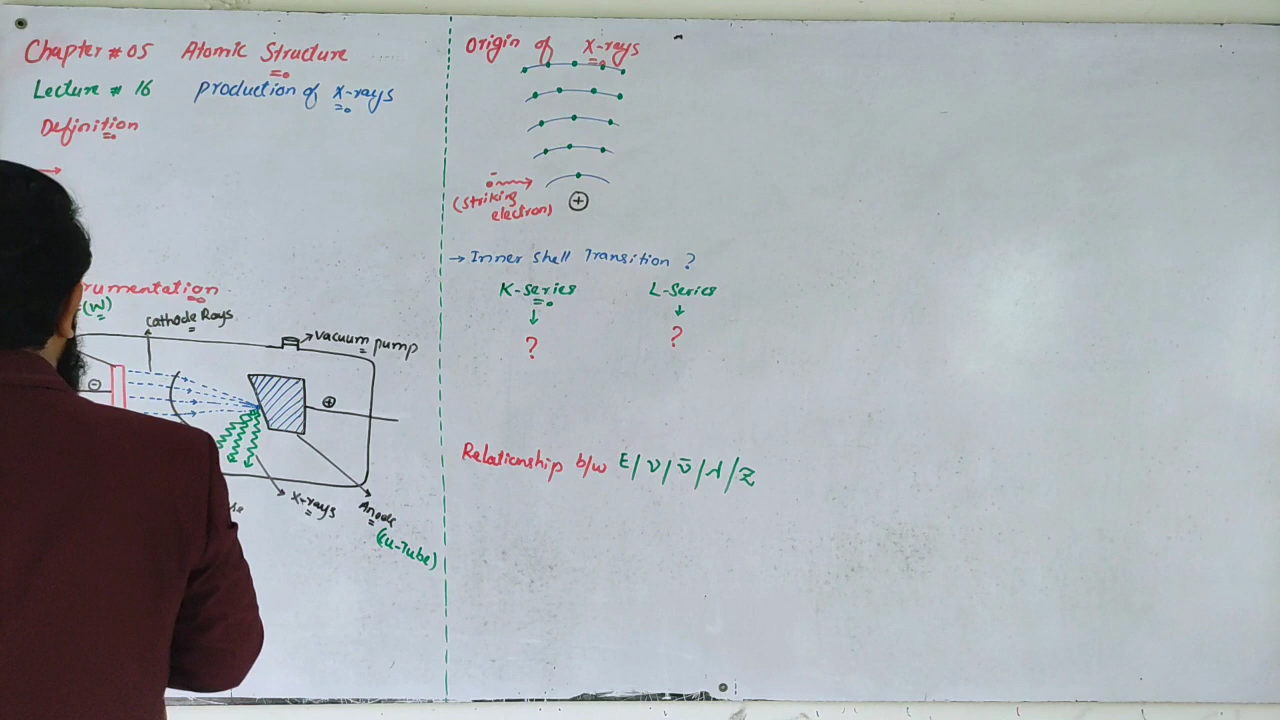 Chapter # 05 Atomic Structure
Lecture # 16 production of X-rays
Definition
rumentation
(W)
Cathode Rays
vacuum pump
X-rays
Anode
(Cu-Tube)
Origin of X-rays
(Striking
electron)
→ Inner Shell Transition ?
K-series L-series
? ?
Relationship b/w E/ν/ν̄/λ/Z